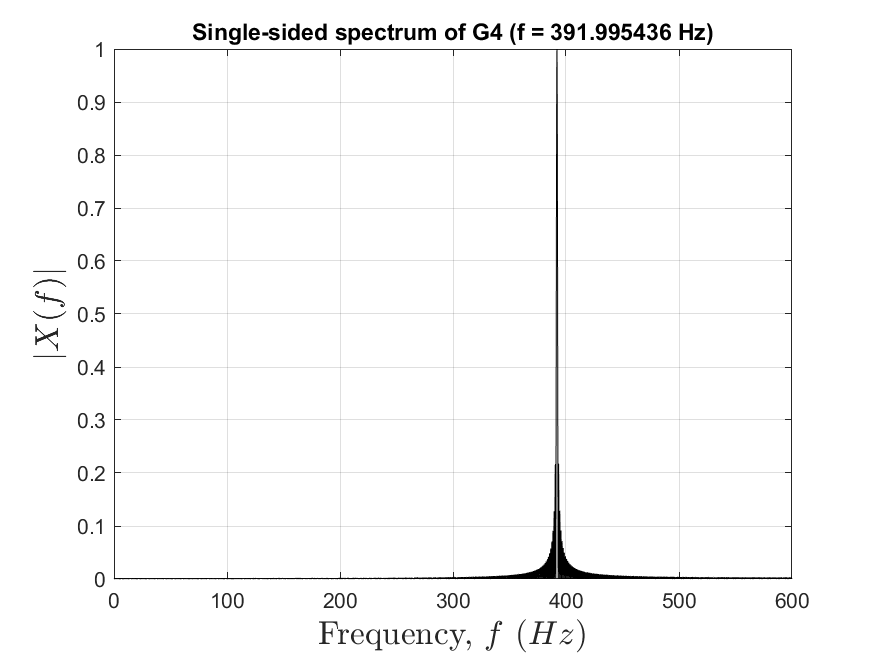 Single-sided spectrum of G4 (f = 391.995436 Hz)
1
0.9
0.8
0.7
0.6
0.5
0.4
0.3
0.2
0.1
0
|X(f)|
0 100 200 300 400 500 600
Frequency, f (Hz)